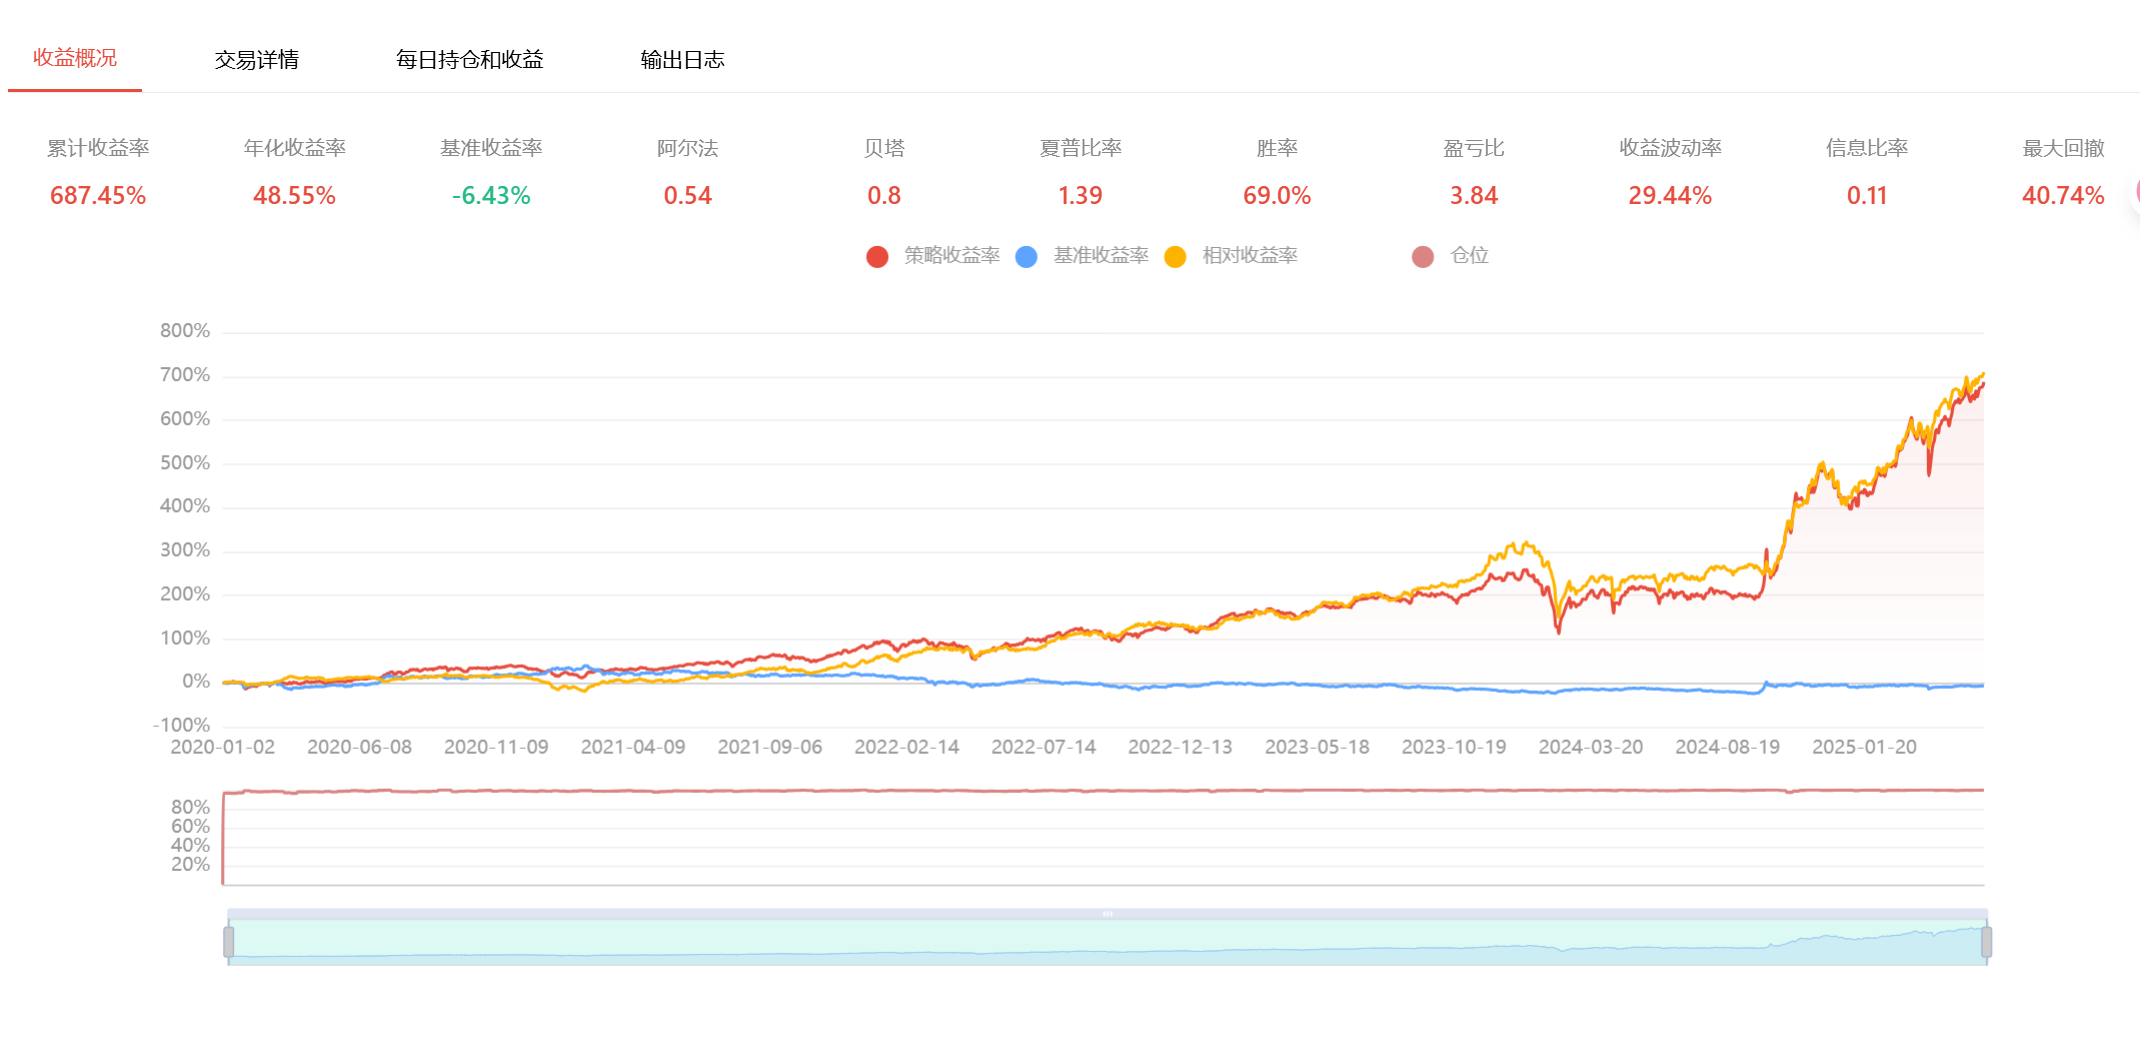 收益概况 交易详情 每日持仓和收益 输出日志
累计收益率 年化收益率 基准收益率 阿尔法 贝塔 夏普比率 胜率 盈亏比 收益波动率 信息比率 最大回撤
687.45% 48.55% -6.43% 0.54 0.8 1.39 69.0% 3.84 29.44% 0.11 40.74%
策略收益率 基准收益率 相对收益率 仓位
800%
700%
600%
500%
400%
300%
200%
100%
0%
-100%
2020-01-02 2020-06-08 2020-11-09 2021-04-09 2021-09-06 2022-02-14 2022-07-14 2022-12-13 2023-05-18 2023-10-19 2024-03-20 2024-08-19 2025-01-20
80%
60%
40%
20%